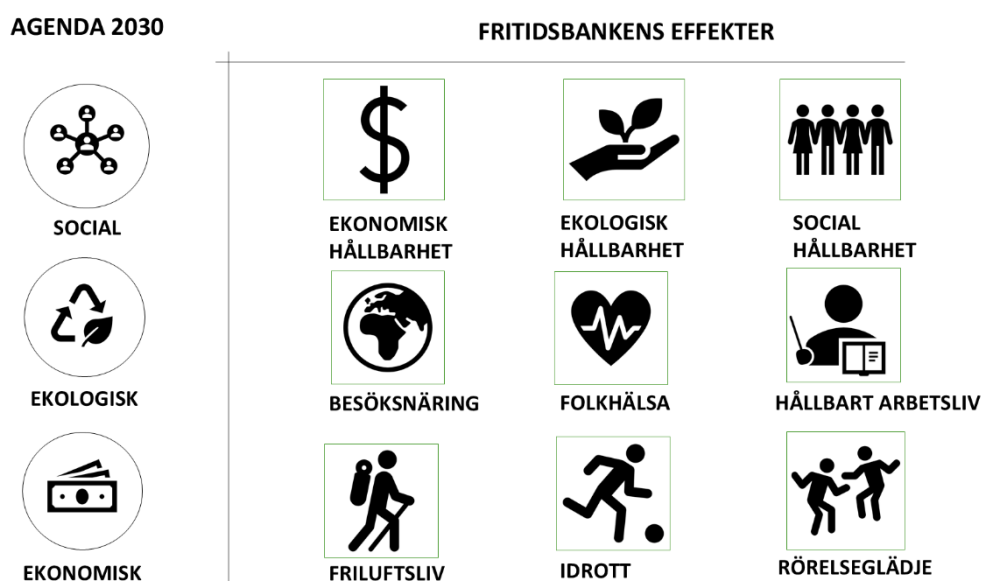 AGENDA 2030
FRITIDSBANKENS EFFEKTER
SOCIAL
EKONOMISK
HÅLLBARHET
EKOLOGISK
HÅLLBARHET
SOCIAL
HÅLLBARHET
EKOLOGISK
BESÖKSNÄRING
FOLKHÄLSA
HÅLLBART ARBETSLIV
EKONOMISK
FRILUFTSLIV
IDROTT
RÖRELSEGLÄDJE